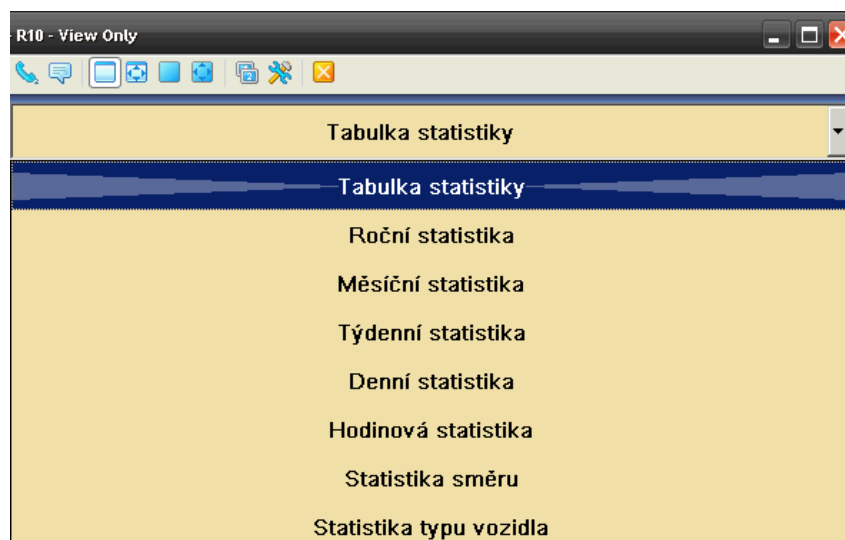 R10 - View Only
Tabulka statistiky
Tabulka statistiky
Roční statistika
Měsíční statistika
Týdenní statistika
Denní statistika
Hodinová statistika
Statistika směru
Statistika typu vozidla